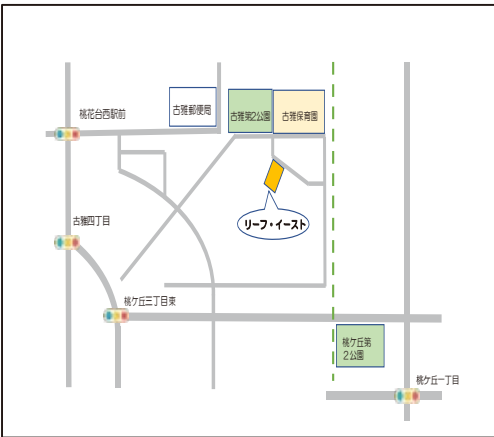 桃花台西駅前
古雅郵便局
古雅第2公園
古雅保育園
リーフ・イースト
古雅四丁目
桃ケ丘三丁目東
桃ケ丘第
2公園
桃ケ丘一丁目